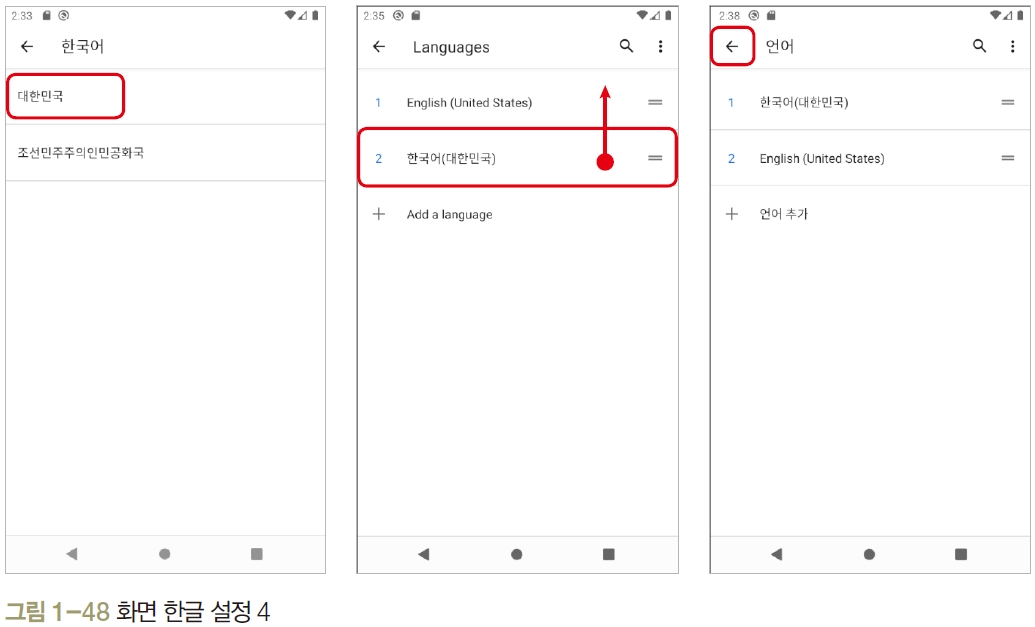 2:33
한국어
대한민국
조선민주주의인민공화국
2:35
Languages
1 English (United States)
2 한국어(대한민국)
Add a language
2:38
언어
1 한국어(대한민국)
2 English (United States)
언어 추가
그림 1-48 화면 한글 설정 4